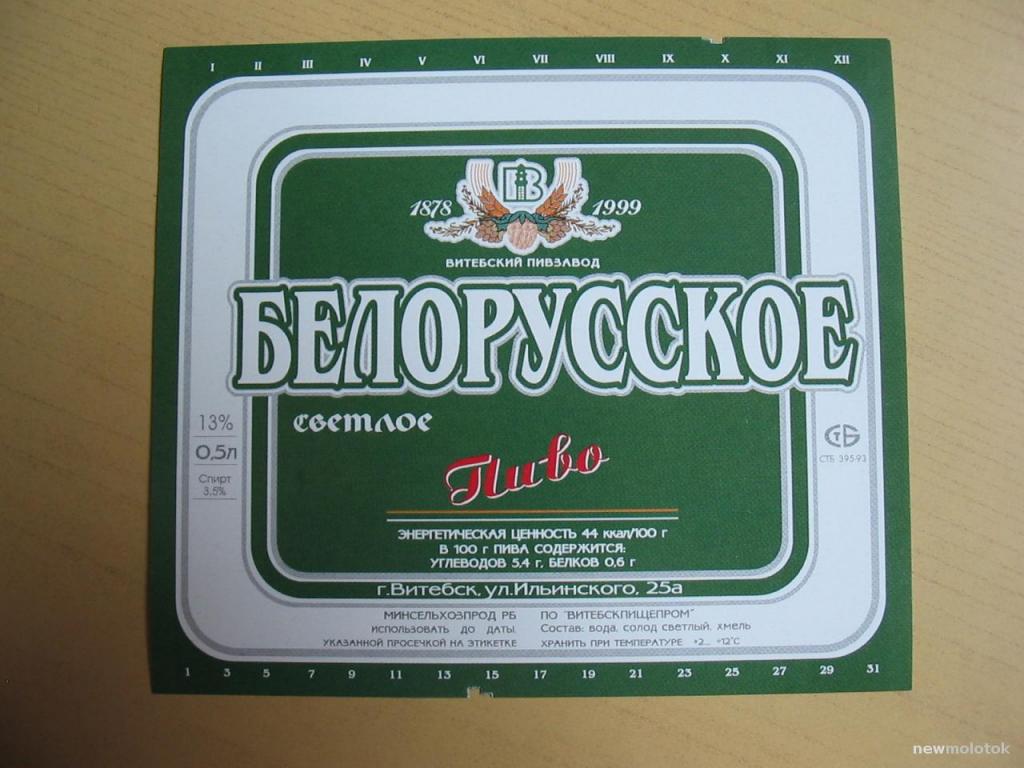 I II III IV V VI VII VIII IX X XI XII
1878 1999
ВИТЕБСКИЙ ПИВЗАВОД
БЕЛОРУССКОЕ
светлое
Пиво
13%
0,5л
Спирт
3,5%
СТБ
СТБ 395-93
ЭНЕРГЕТИЧЕСКАЯ ЦЕННОСТЬ 44 ккал/100 г
В 100 г ПИВА СОДЕРЖИТСЯ:
УГЛЕВОДОВ 5,4 г, БЕЛКОВ 0,6 г
г.Витебск, ул.Ильинского, 25а
МИНСЕЛЬХОЗПРОД РБ ПО "ВИТЕБСКПИЩЕПРОМ"
ИСПОЛЬЗОВАТЬ ДО ДАТЫ, Состав: вода, солод светлый, хмель
УКАЗАННОЙ ПРОСЕЧКОЙ НА ЭТИКЕТКЕ ХРАНИТЬ ПРИ ТЕМПЕРАТУРЕ +2... +12°С
1 3 5 7 9 11 13 15 17 19 21 23 25 27 29 31
newmolotok